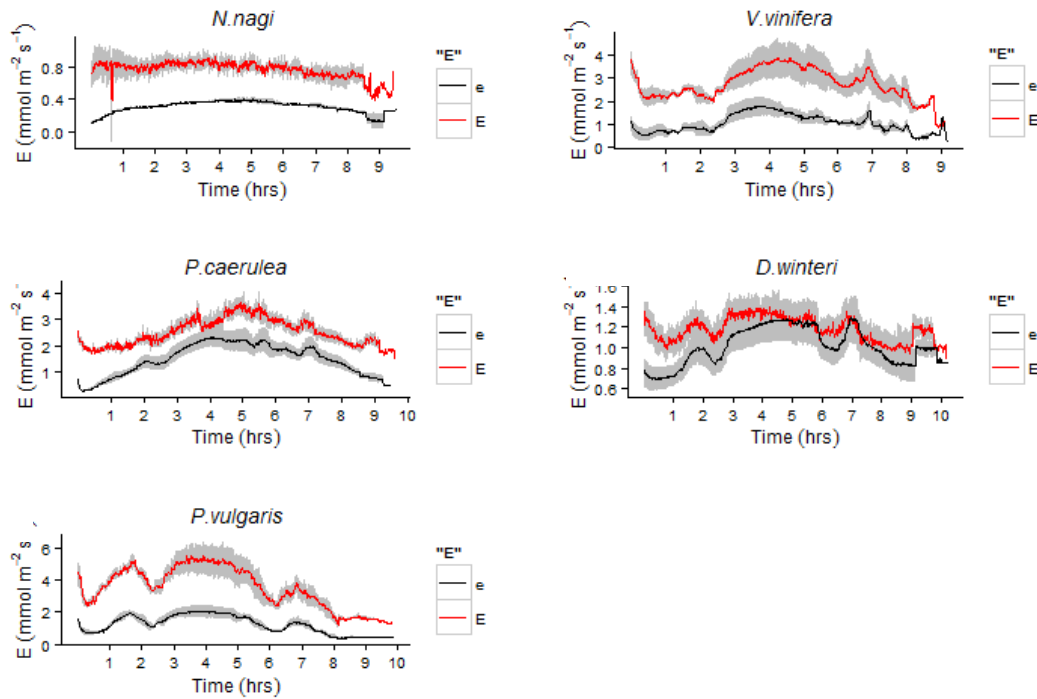 N.nagi
E (mmol m⁻² s⁻¹)
0.8
0.4
0.0
1 2 3 4 5 6 7 8 9
Time (hrs)
"E"
e
E
V.vinifera
E (mmol m⁻² s⁻¹)
4
3
2
1
0
1 2 3 4 5 6 7 8 9
Time (hrs)
"E"
e
E
P.caerulea
E (mmol m⁻² s
4
3
2
1
1 2 3 4 5 6 7 8 9 10
Time (hrs)
"E"
e
E
D.winteri
E (mmol m⁻² s
1.6
1.4
1.2
1.0
0.8
0.6
1 2 3 4 5 6 7 8 9 10
Time (hrs)
"E"
e
E
P.vulgaris
E (mmol m⁻² s
6
4
2
0
1 2 3 4 5 6 7 8 9 10
Time (hrs)
"E"
e
E